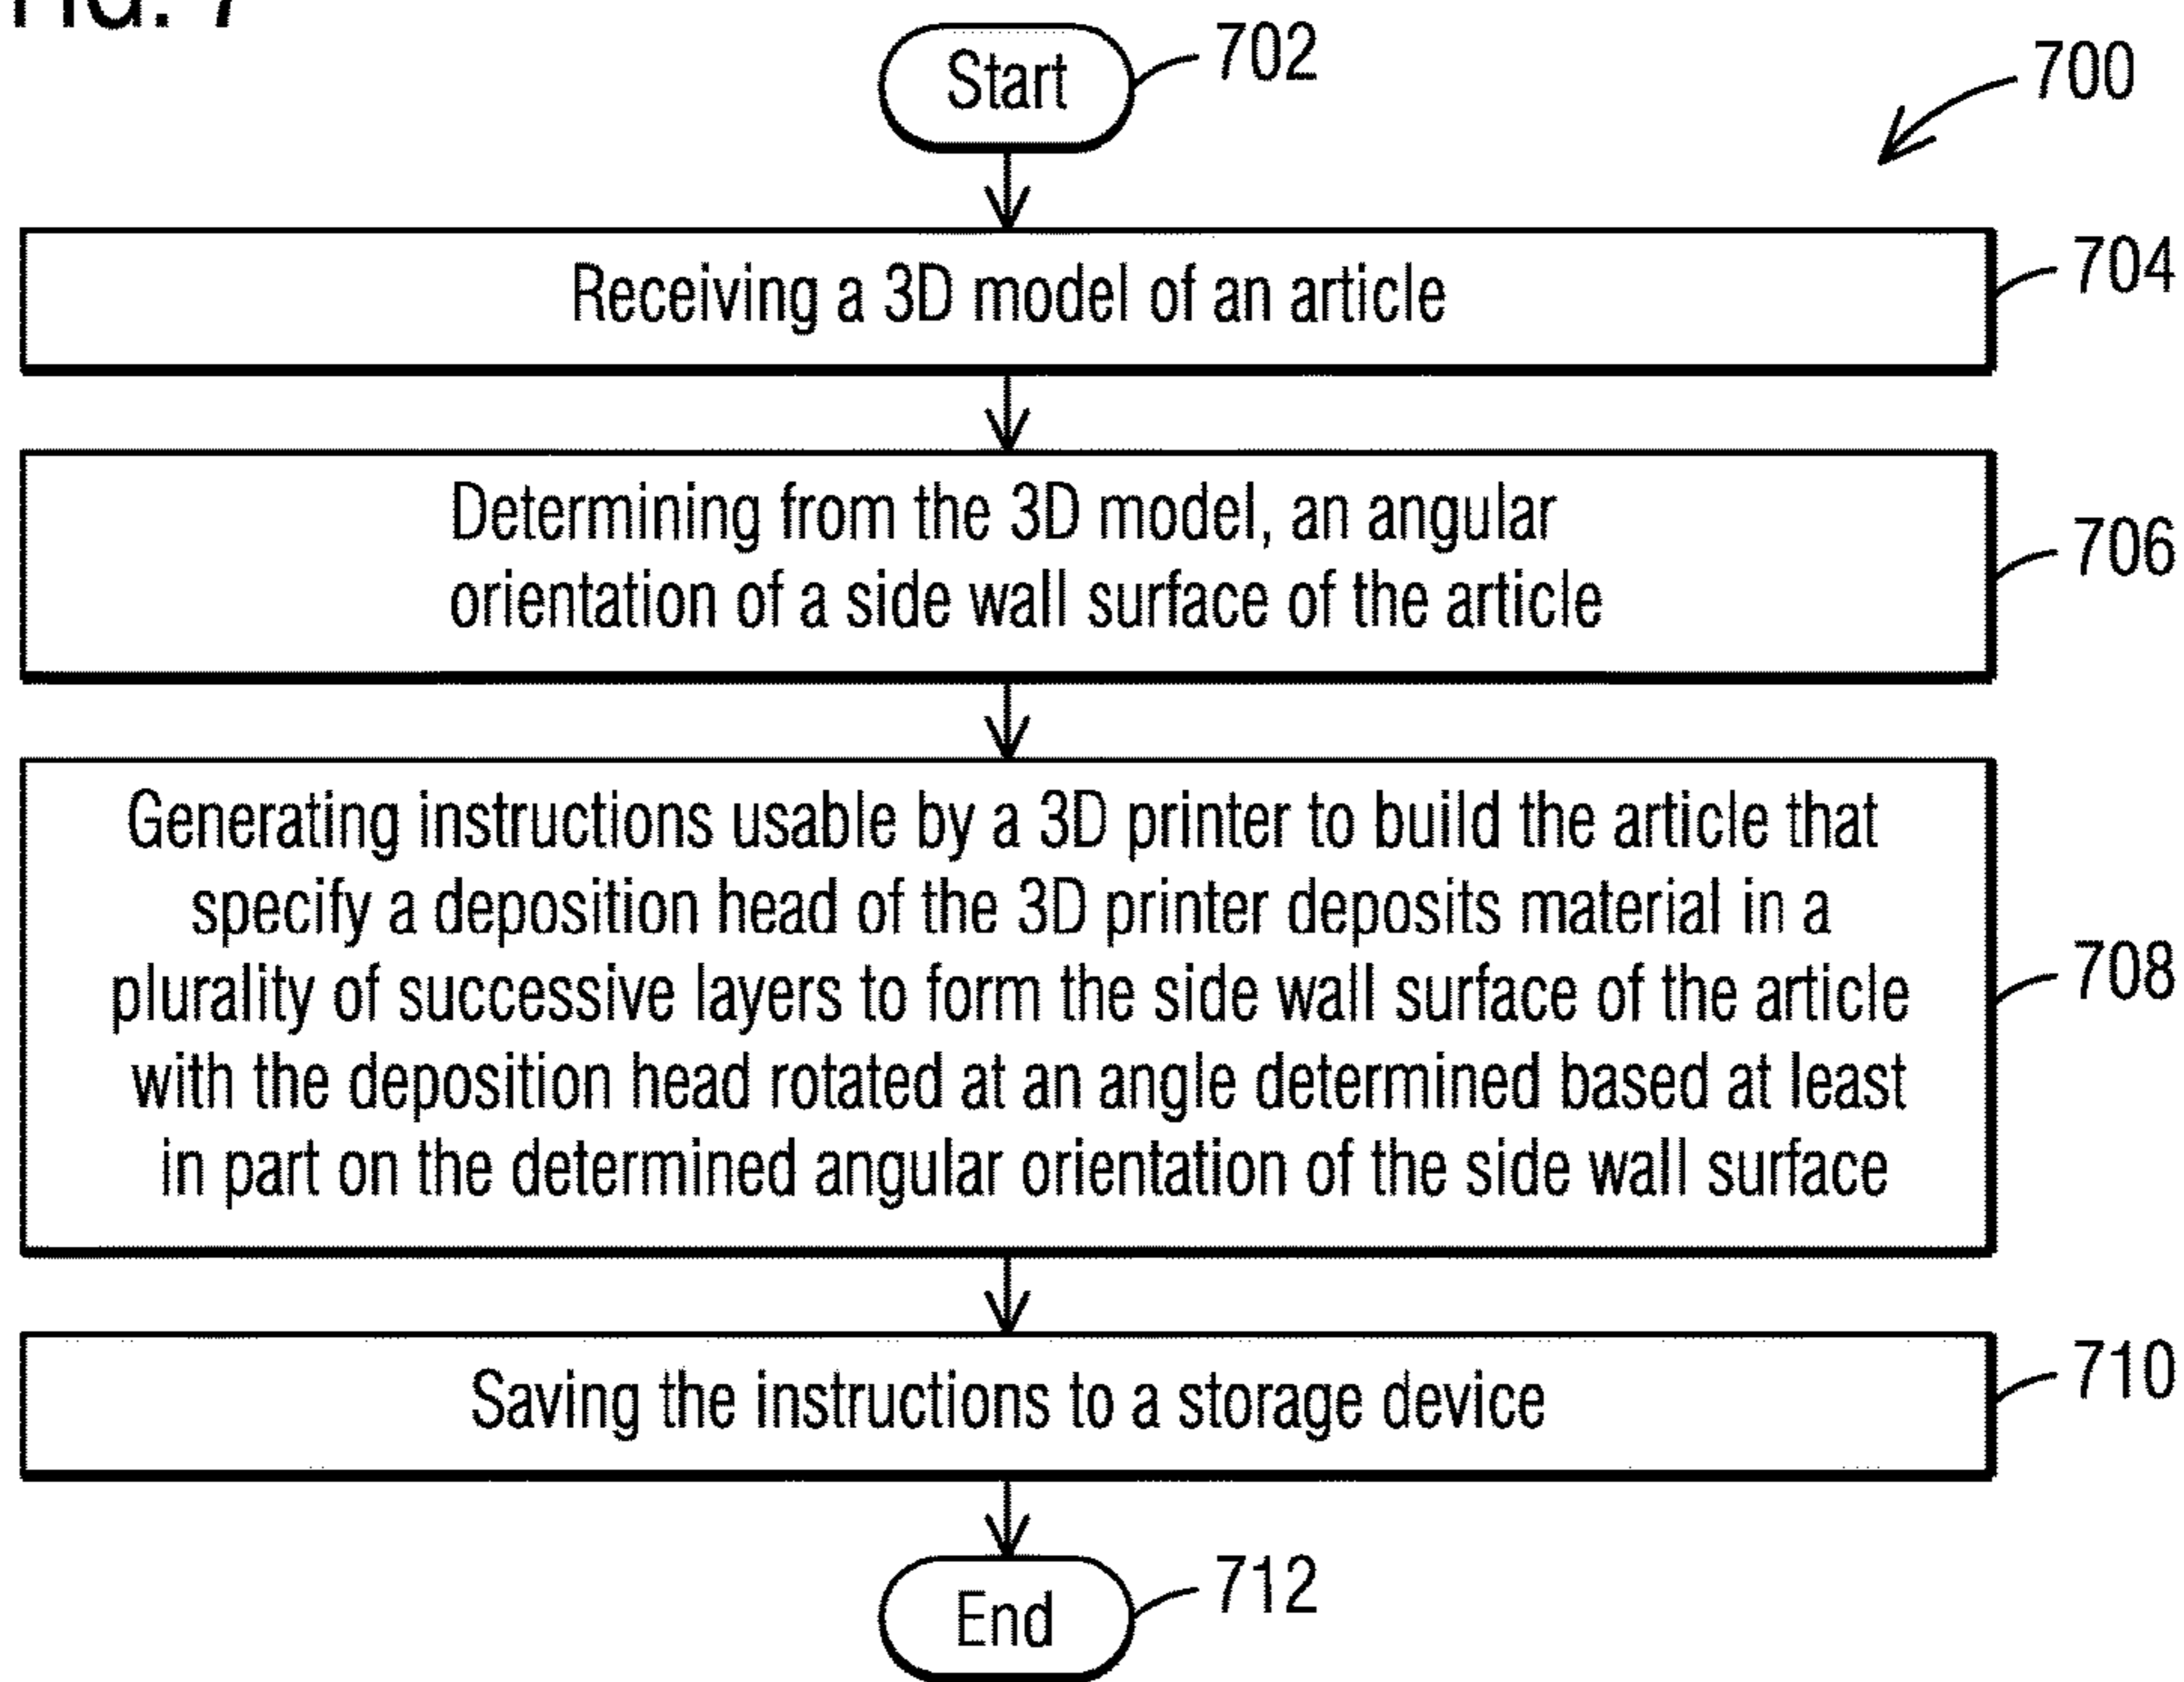 FIG. 7
Start
702
700
Receiving a 3D model of an article
704
Determining from the 3D model, an angular
orientation of a side wall surface of the article
706
Generating instructions usable by a 3D printer to build the article that
specify a deposition head of the 3D printer deposits material in a
plurality of successive layers to form the side wall surface of the article
with the deposition head rotated at an angle determined based at least
in part on the determined angular orientation of the side wall surface
708
Saving the instructions to a storage device
710
End
712